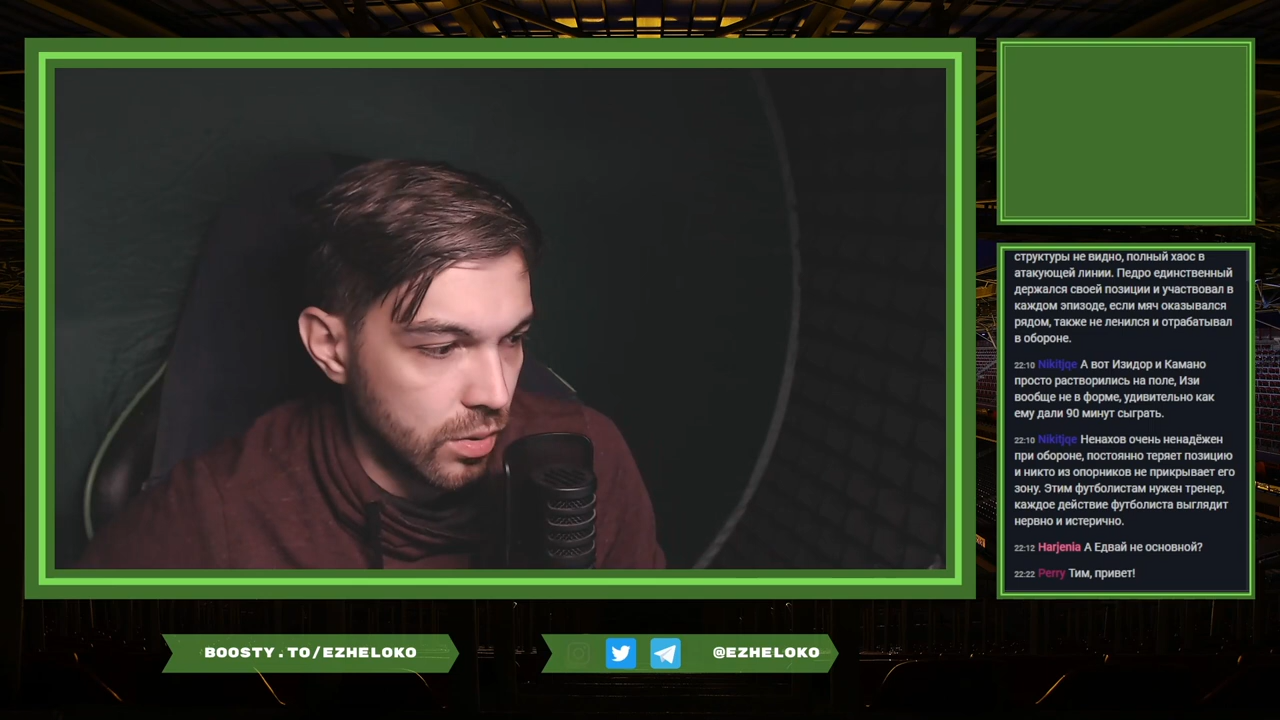 структуры не видно, полный хаос в
атакующей линии. Педро единственный
держался своей позиции и участвовал в
каждом эпизоде, если мяч оказывался
рядом, также не ленился и отрабатывал
в обороне.
22:10 Nikitjqe А вот Изидор и Камано
просто растворились на поле, Изи
вообще не в форме, удивительно как
ему дали 90 минут сыграть.
22:10 Nikitjqe Ненахов очень ненадёжен
при обороне, постоянно теряет позицию
и никто из опорников не прикрывает его
зону. Этим футболистам нужен тренер,
каждое действие футболиста выглядит
нервно и истерично.
22:12 Harjenia А Едвай не основной?
22:22 Perry Тим, привет!
BOOSTY.TO/EZHELOKO
@EZHELOKO